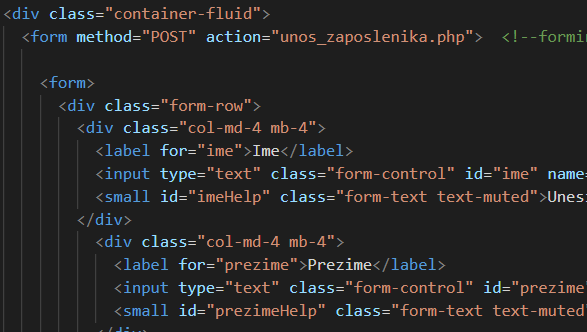 <div class="container-fluid">
<form method="POST" action="unos_zaposlenika.php"> <!--formi
<form>
<div class="form-row">
<div class="col-md-4 mb-4">
<label for="ime">Ime</label>
<input type="text" class="form-control" id="ime" name=
<small id="imeHelp" class="form-text text-muted">Unes
</div>
<div class="col-md-4 mb-4">
<label for="prezime">Prezime</label>
<input type="text" class="form-control" id="prezime
<small id="prezimeHelp" class="form-text text-muted
</div>